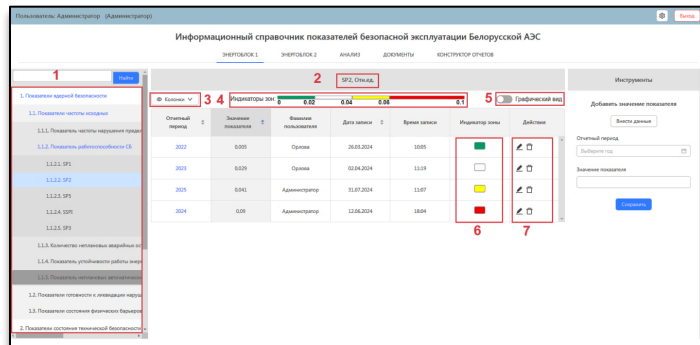 Пользователь: Администратор (Администратор)
Выход
Информационный справочник показателей безопасной эксплуатации Белорусской АЭС
ЭНЕРГОБЛОК 1 ЭНЕРГОБЛОК 2 АНАЛИЗ ДОКУМЕНТЫ КОНСТРУКТОР ОТЧЕТОВ
1
Найти
1. Показатели ядерной безопасности
1.1. Показатели частоты исходных
1.1.1. Показатель частоты нарушения предел
1.1.2. Показатель работоспособности СБ
1.1.2.1. SP1
1.1.2.2. SP2
1.1.2.3. SP5
1.1.2.4. SSPI
1.1.2.5. SP3
1.1.3. Количество неплановых аварийных ос
1.1.4. Показатель устойчивости работы энерг
1.1.5. Показатель неплановых автоматически
1.2. Показатели готовности к ликвидации наруш
1.3. Показатели состояния физических барьеров
2. Показатели состояния технической безопасности
2 SP2, Отн.ед.
Колонки 3 4 Индикаторы зон 0 0.02 0.04 0.06 0.1 5 Графический вид
Отчетный период Значение показателя Фамилия пользователя Дата записи Время записи Индикатор зоны Действия
2022 0,005 Орлова 26.03.2024 10:05
2023 0,029 Орлова 02.04.2024 11:19
2025 0,041 Администратор 31.07.2024 11:07
2024 0,09 Администратор 12.06.2024 18:04
6 7
Инструменты
Добавить значение показателя
Внести данные
Отчетный период
Выберите год
Значение показателя
Сохранить